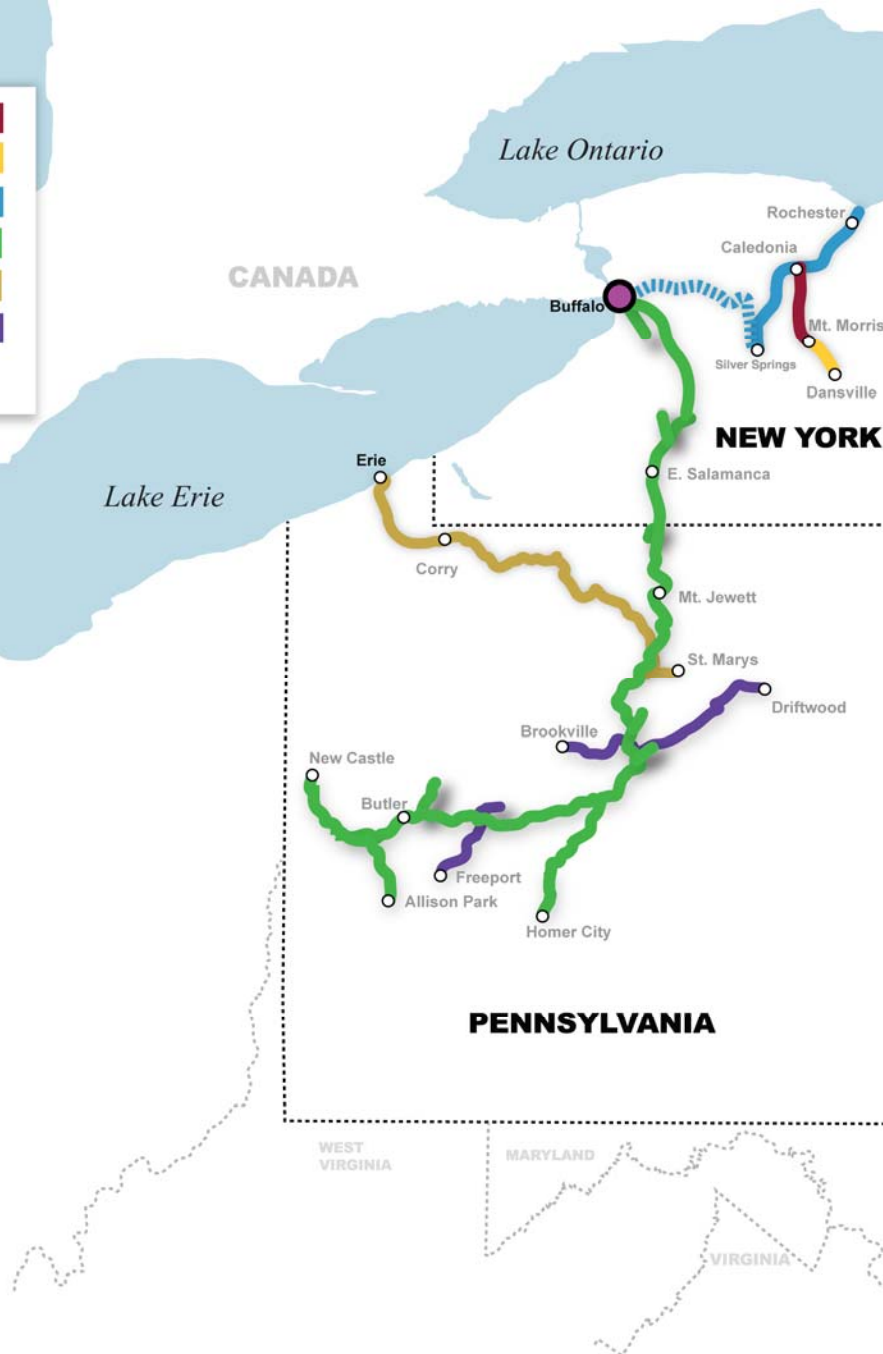 Lake Ontario
Rochester
Caledonia
CANADA
Buffalo
Mt. Morris
Silver Springs
Dansville
NEW YORK
Erie
E. Salamanca
Lake Erie
Corry
Mt. Jewett
St. Marys
Driftwood
Brookville
New Castle
Butler
Freeport
Allison Park
Homer City
PENNSYLVANIA
WEST
VIRGINIA
MARYLAND
VIRGINIA